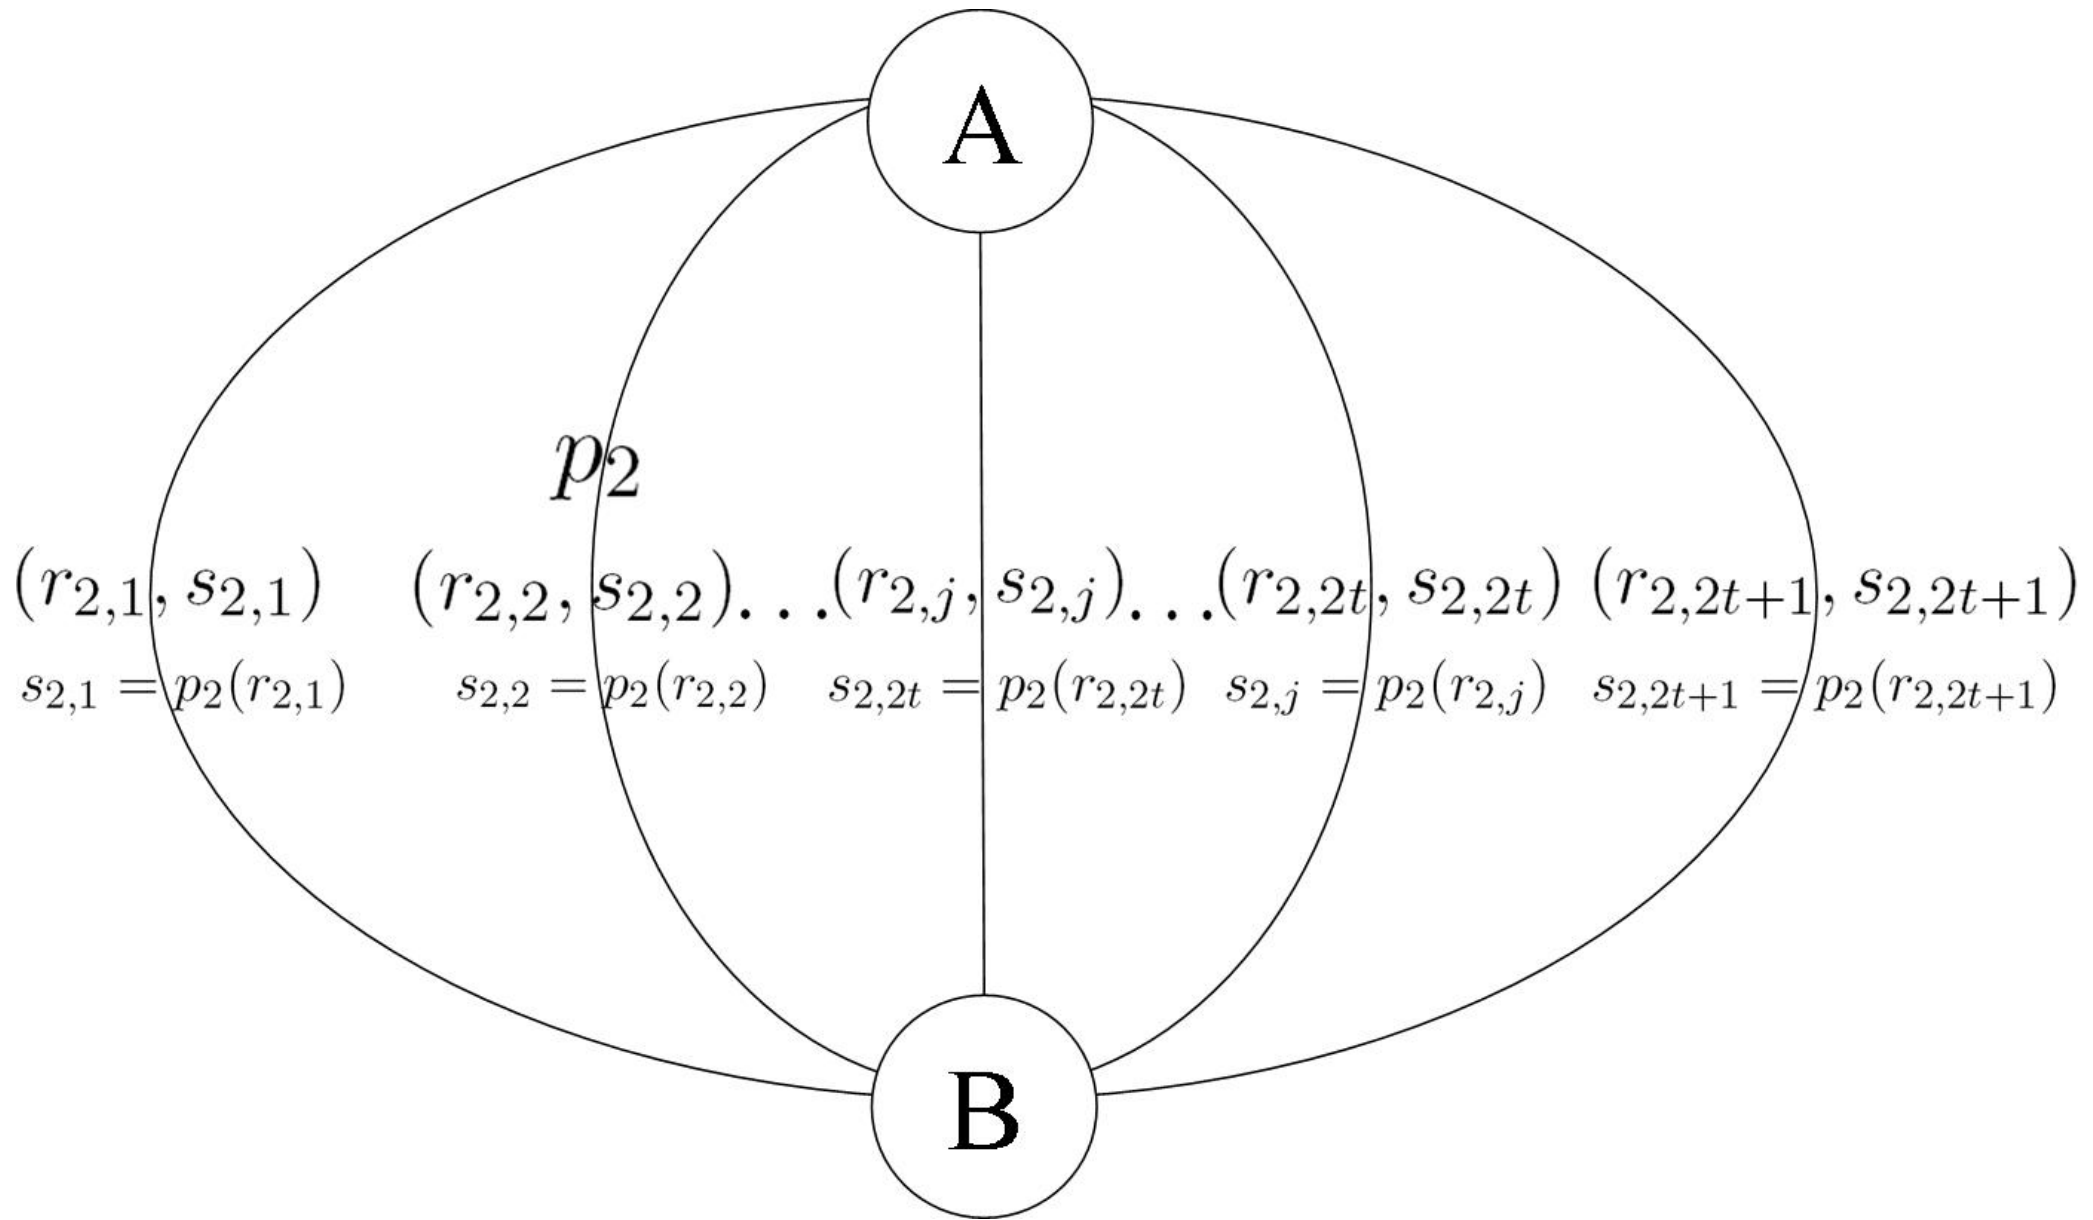 A
p₂
(r₂,₁, s₂,₁) (r₂,₂, s₂,₂)...(r₂,ⱼ, s₂,ⱼ)...(r₂,₂ₜ, s₂,₂ₜ) (r₂,₂ₜ₊₁, s₂,₂ₜ₊₁)
s₂,₁ = p₂(r₂,₁) s₂,₂ = p₂(r₂,₂) s₂,₂ₜ = p₂(r₂,₂ₜ) s₂,ⱼ = p₂(r₂,ⱼ) s₂,₂ₜ₊₁ = p₂(r₂,₂ₜ₊₁)
B